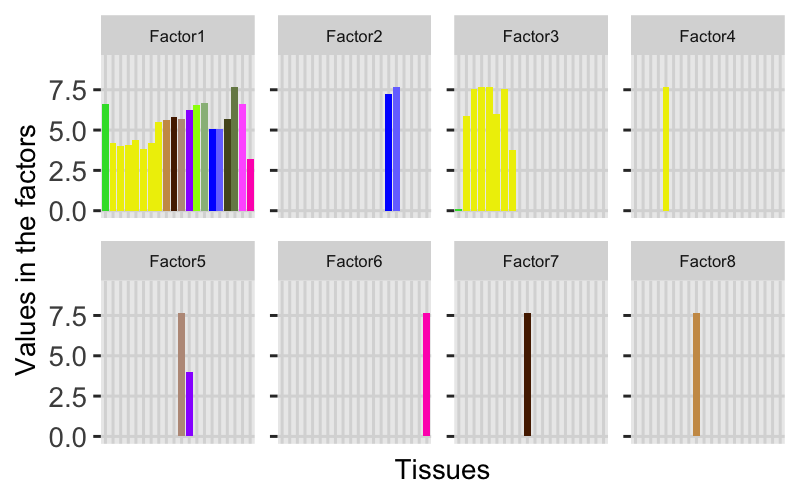 Factor1
Factor2
Factor3
Factor4
7.5
5.0
2.5
0.0
Factor5
Factor6
Factor7
Factor8
7.5
5.0
2.5
0.0
Values in the factors
Tissues